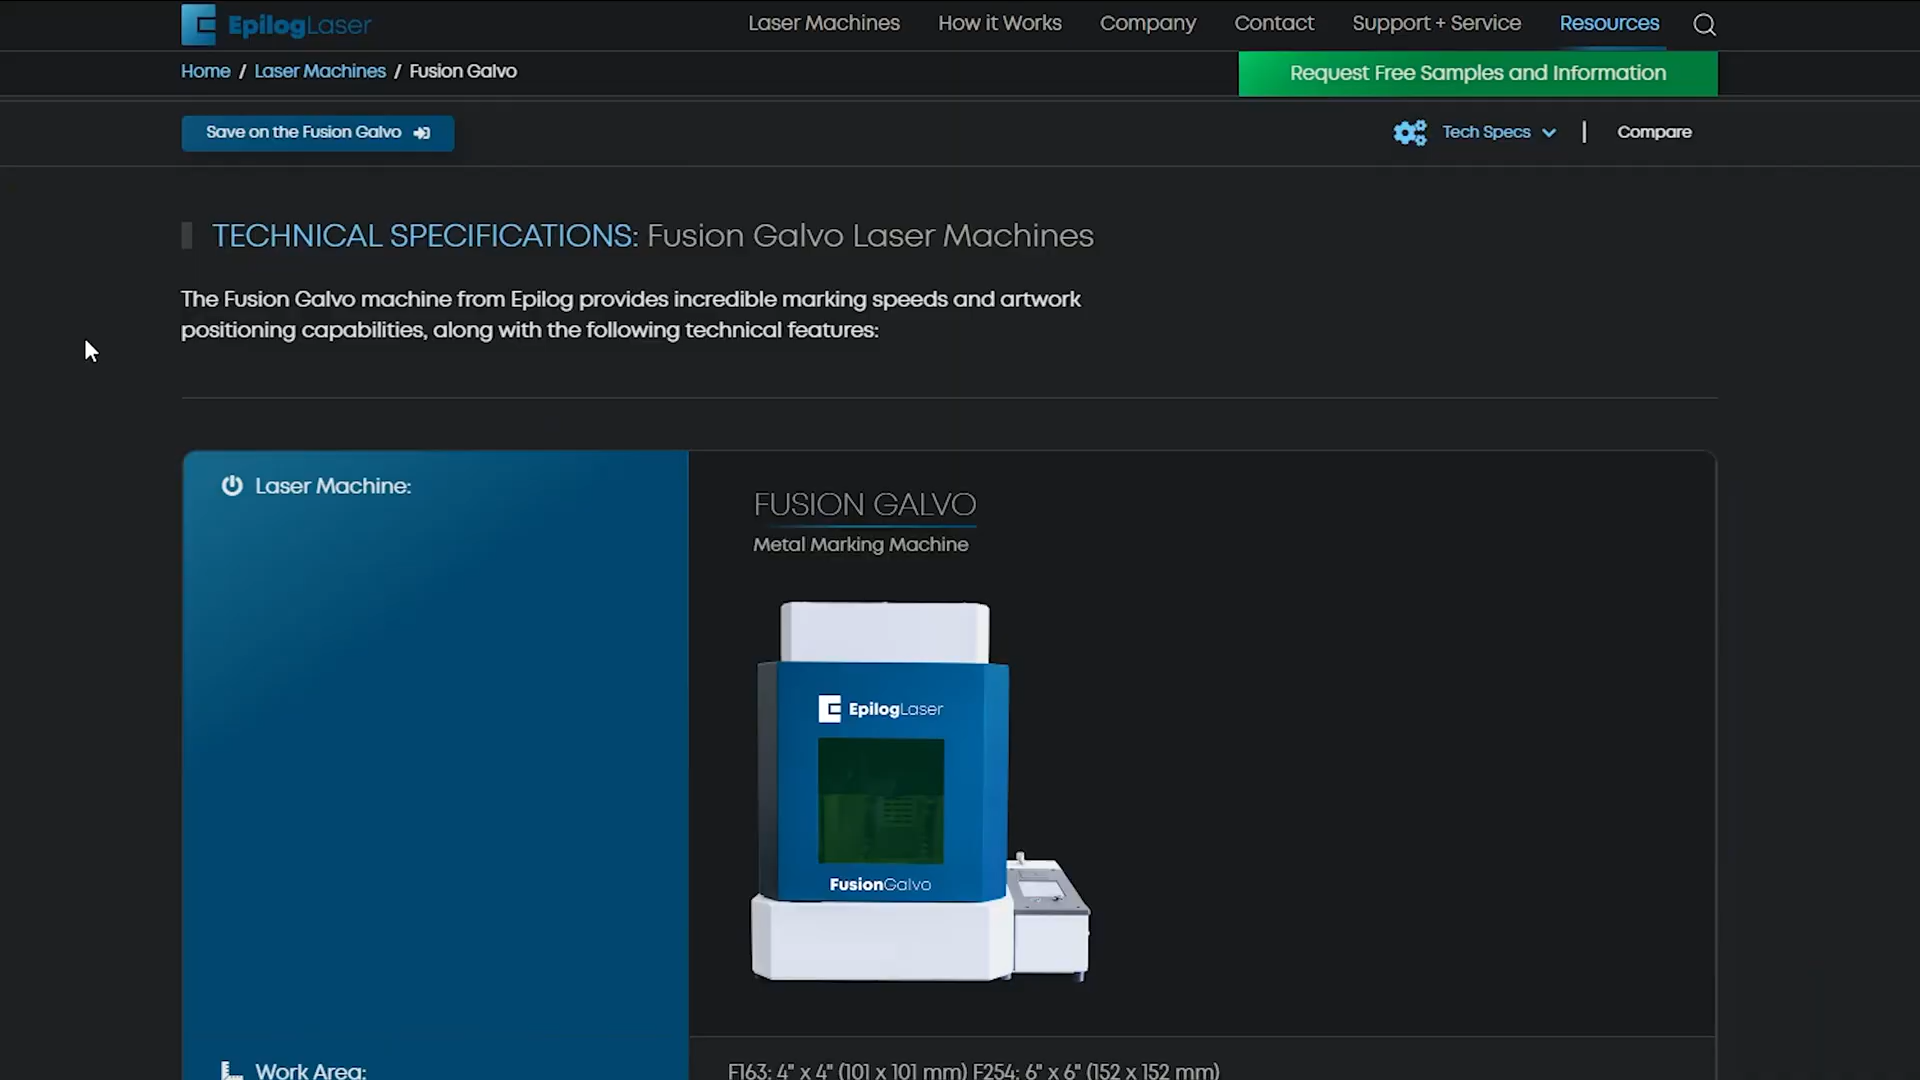 EpilogLaser
Laser Machines How it Works Company Contact Support + Service Resources
Home / Laser Machines / Fusion Galvo
Request Free Samples and Information
Save on the Fusion Galvo
Tech Specs | Compare
TECHNICAL SPECIFICATIONS: Fusion Galvo Laser Machines
The Fusion Galvo machine from Epilog provides incredible marking speeds and artwork
positioning capabilities, along with the following technical features:
Laser Machine:
FUSION GALVO
Metal Marking Machine
EpilogLaser
FusionGalvo
Work Area:
F163: 4" x 4" (101 x 101 mm) F254: 6" x 6" (152 x 152 mm)